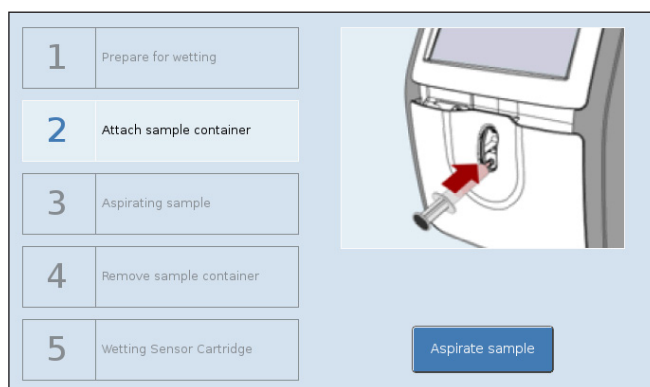 1 Prepare for wetting
2 Attach sample container
3 Aspirating sample
4 Remove sample container
5 Wetting Sensor Cartridge
Aspirate sample